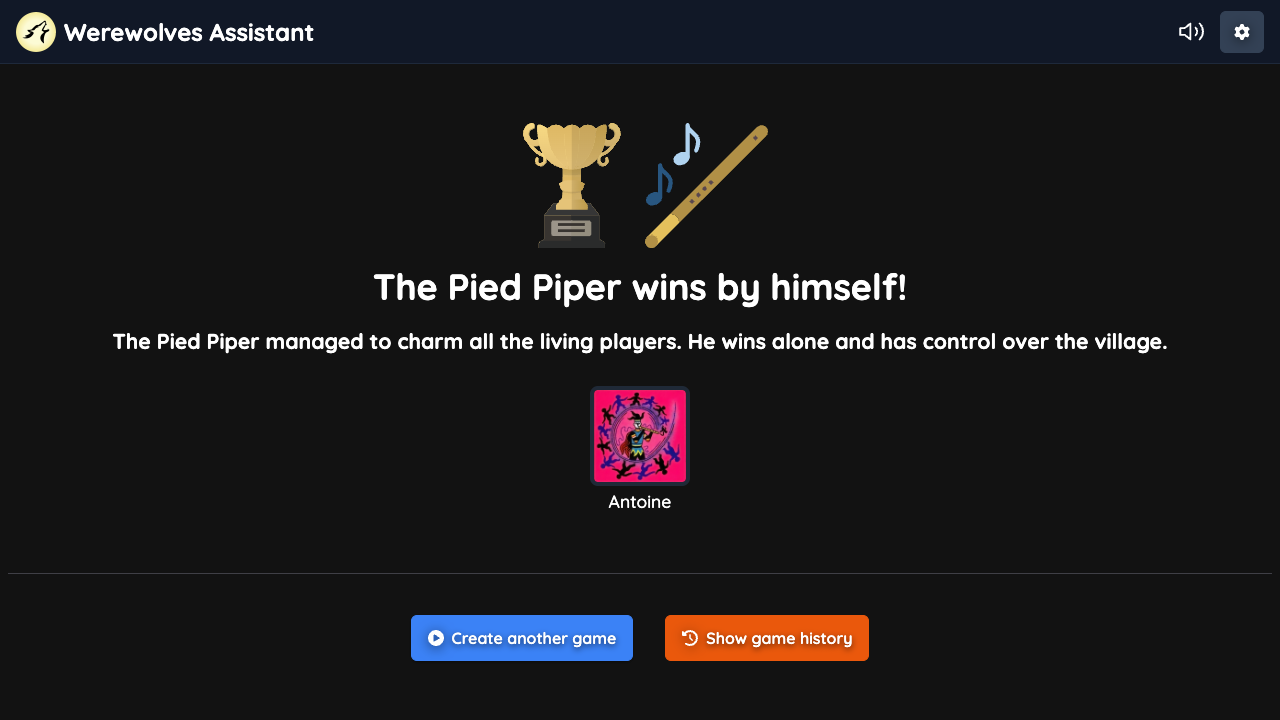 Werewolves Assistant
The Pied Piper wins by himself!
The Pied Piper managed to charm all the living players. He wins alone and has control over the village.
Antoine
Create another game
Show game history